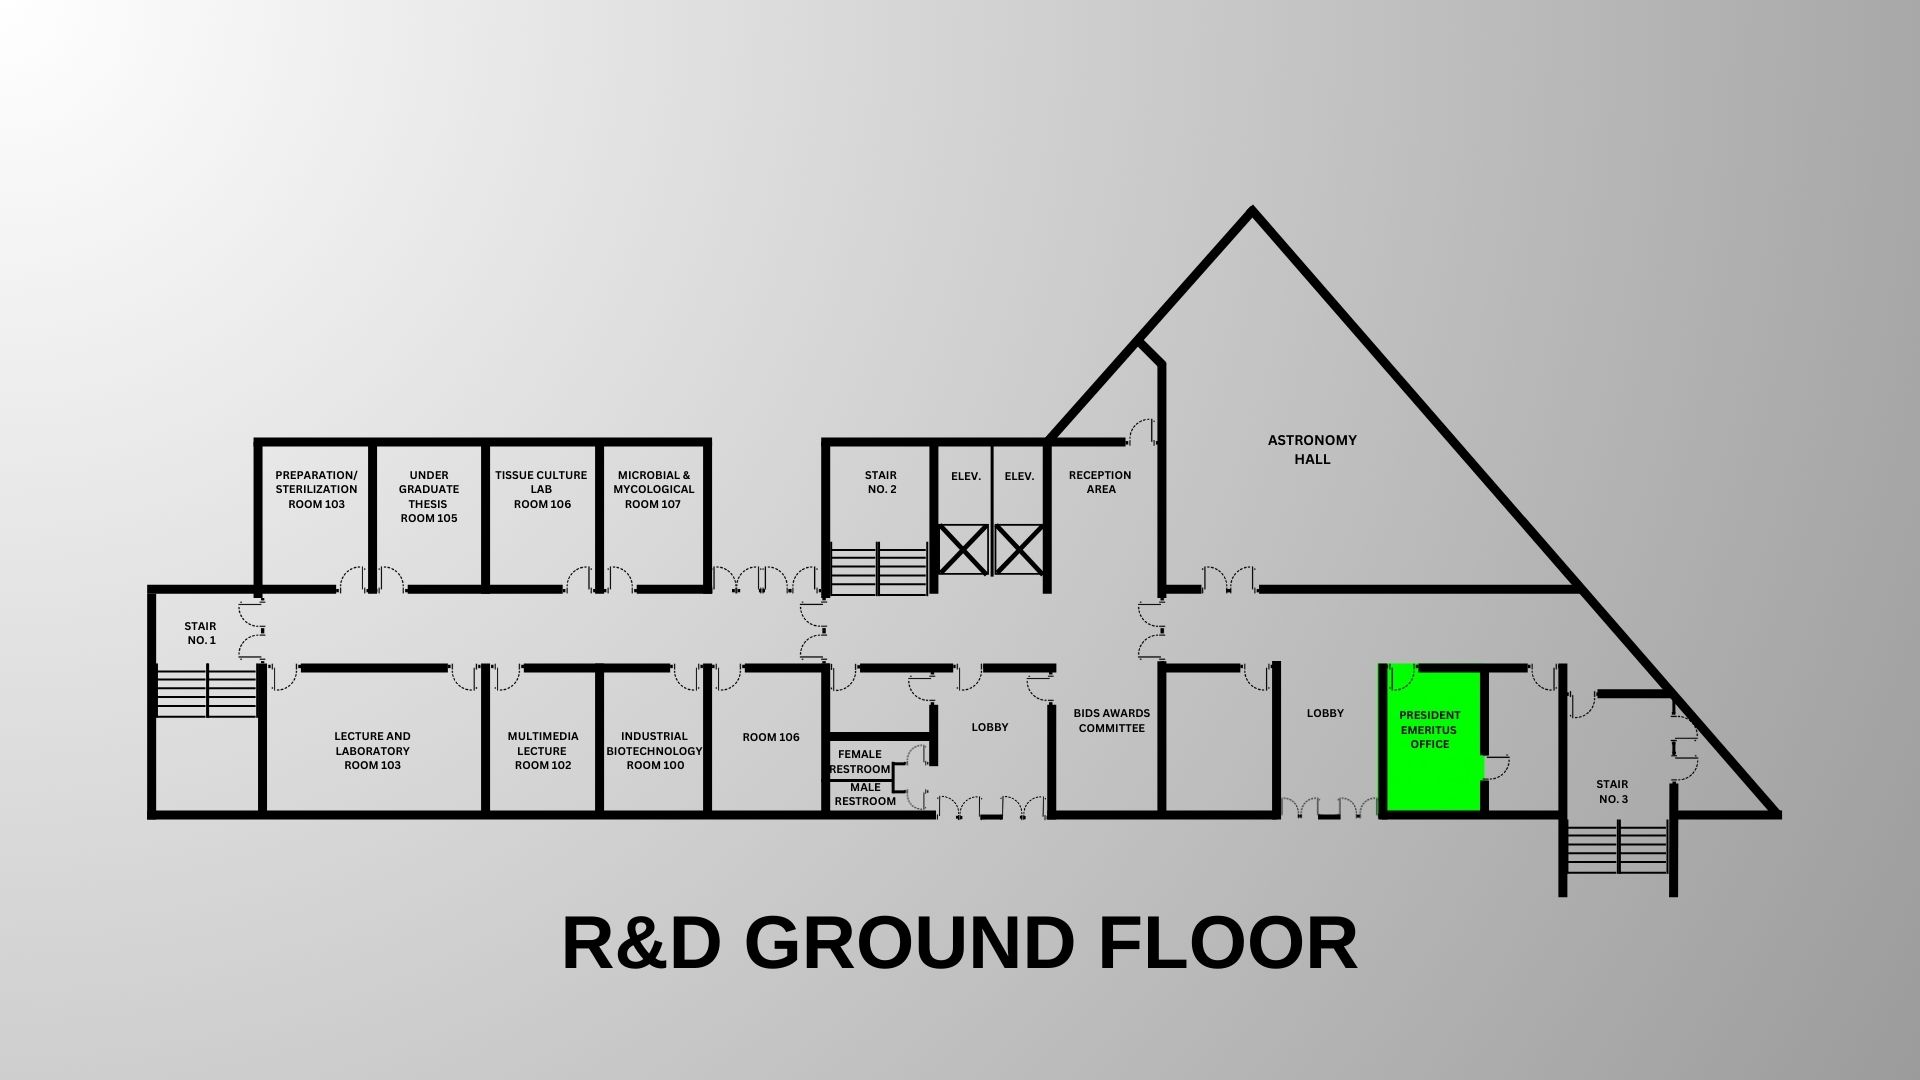 ASTRONOMY
HALL
PREPARATION/
STERILIZATION
ROOM 103
UNDER
GRADUATE
THESIS
ROOM 105
TISSUE CULTURE
LAB
ROOM 106
MICROBIAL &
MYCOLOGICAL
ROOM 107
STAIR
NO. 2
ELEV.
ELEV.
RECEPTION
AREA
STAIR
NO. 1
LECTURE AND
LABORATORY
ROOM 103
MULTIMEDIA
LECTURE
ROOM 102
INDUSTRIAL
BIOTECHNOLOGY
ROOM 100
ROOM 106
FEMALE
RESTROOM
MALE
RESTROOM
LOBBY
BIDS AWARDS
COMMITTEE
LOBBY
PRESIDENT
EMERITUS
OFFICE
STAIR
NO. 3
R&D GROUND FLOOR